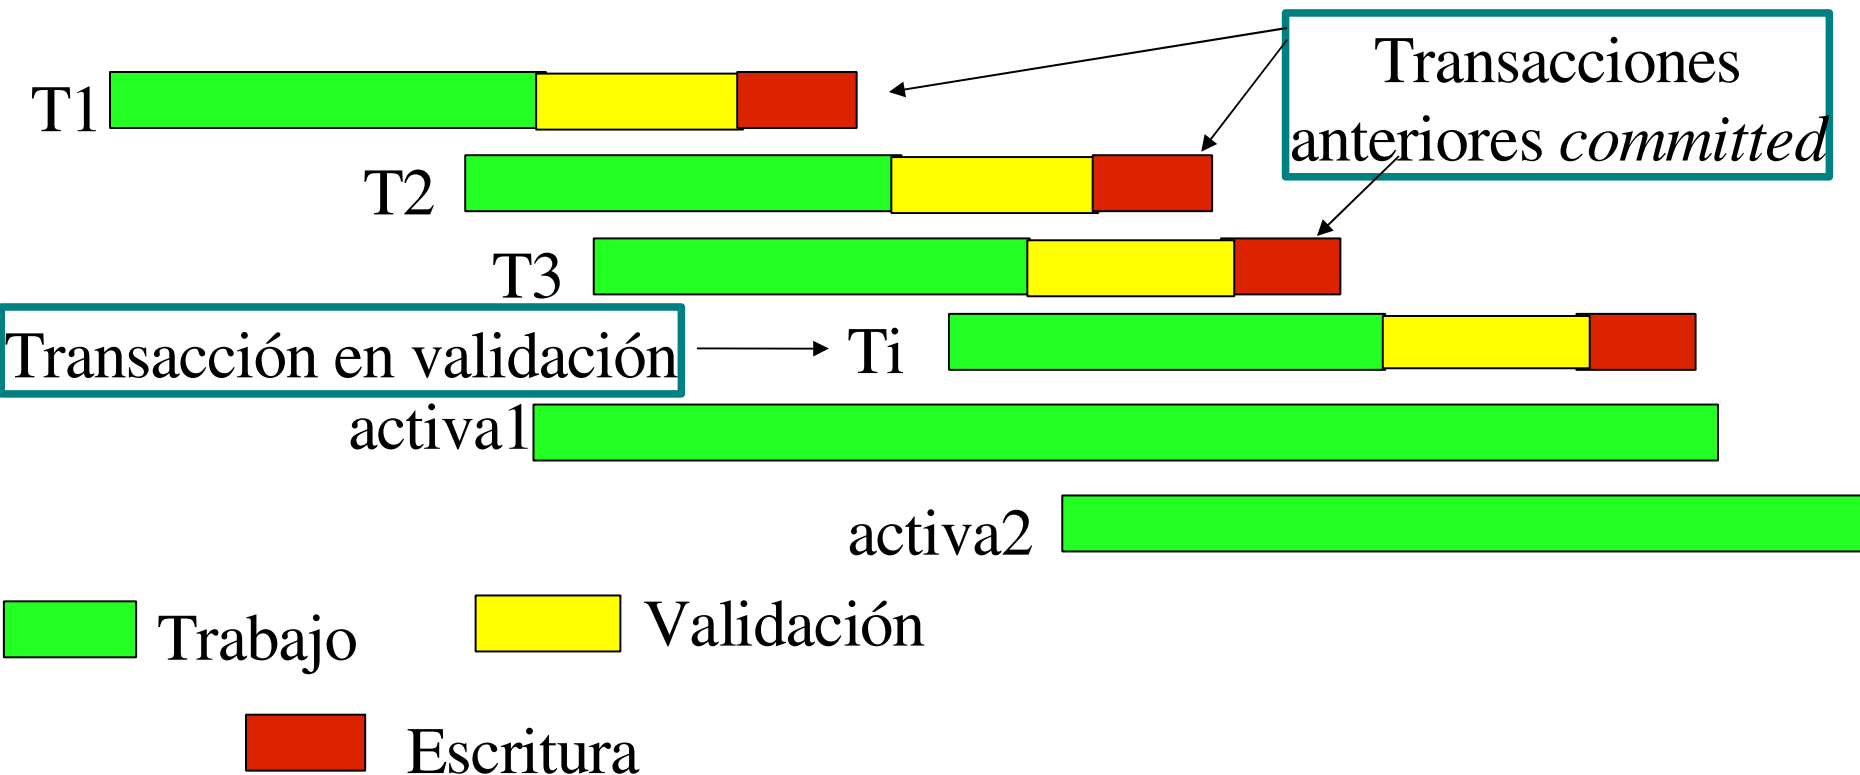 Transacciones
anteriores committed
T1
T2
T3
Transacción en validación
Ti
activa1
activa2
Trabajo
Validación
Escritura